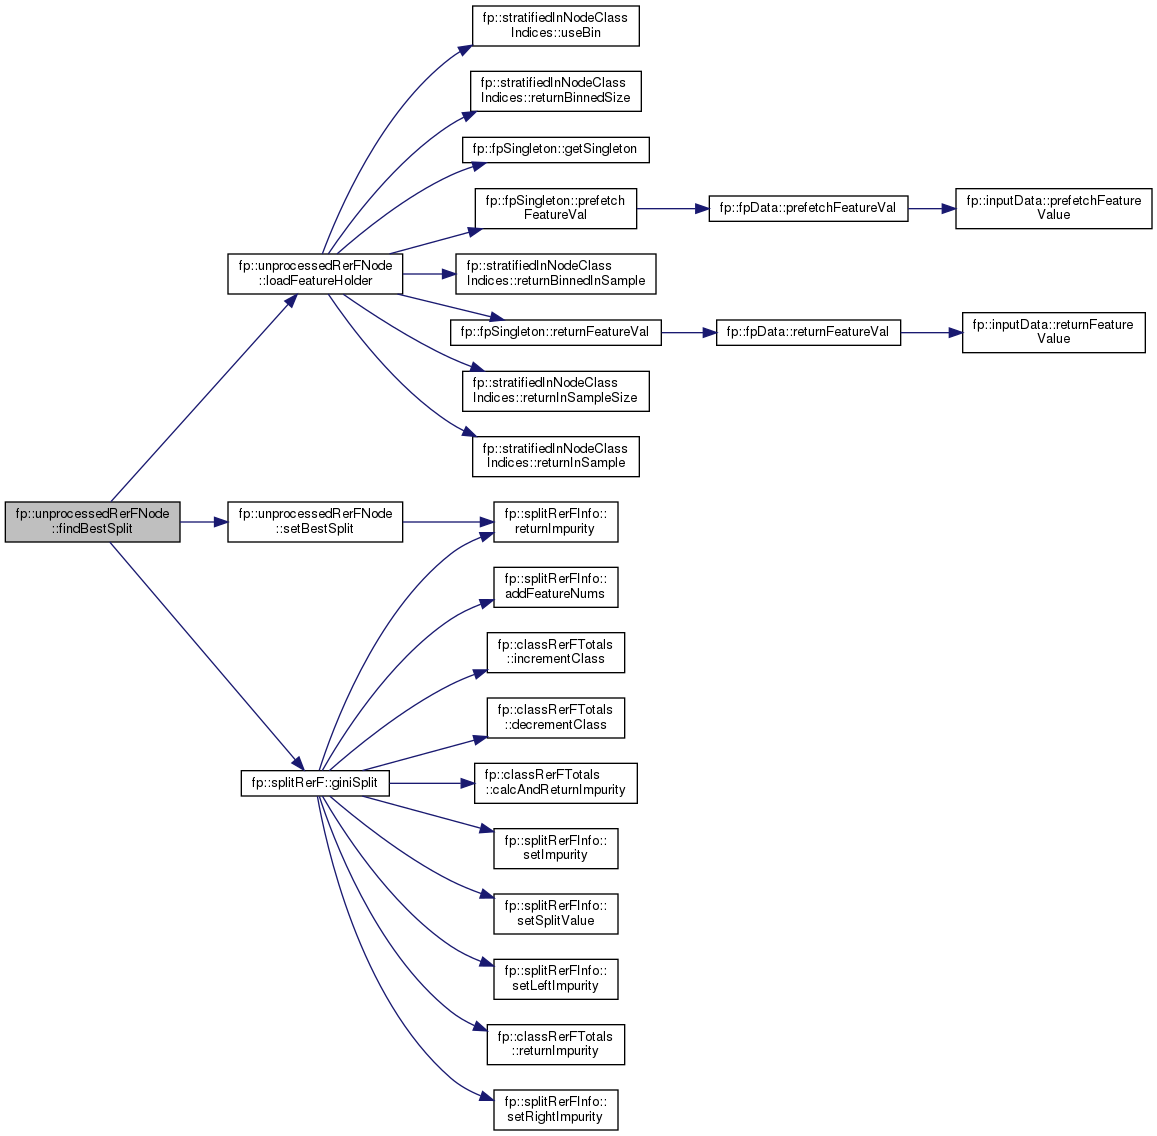 fp::stratifiedInNodeClass
Indices::useBin
fp::stratifiedInNodeClass
Indices::returnBinnedSize
fp::fpSingleton::getSingleton
fp::fpSingleton::prefetch
FeatureVal
fp::fpData::prefetchFeatureVal
fp::inputData::prefetchFeature
Value
fp::unprocessedRerFNode
::loadFeatureHolder
fp::stratifiedInNodeClass
Indices::returnBinnedInSample
fp::fpSingleton::returnFeatureVal
fp::fpData::returnFeatureVal
fp::inputData::returnFeature
Value
fp::stratifiedInNodeClass
Indices::returnInSampleSize
fp::stratifiedInNodeClass
Indices::returnInSample
fp::unprocessedRerFNode
::findBestSplit
fp::unprocessedRerFNode
::setBestSplit
fp::splitRerFInfo::
returnImpurity
fp::splitRerFInfo::
addFeatureNums
fp::classRerFTotals
::incrementClass
fp::classRerFTotals
::decrementClass
fp::splitRerF::giniSplit
fp::classRerFTotals
::calcAndReturnImpurity
fp::splitRerFInfo::
setImpurity
fp::splitRerFInfo::
setSplitValue
fp::splitRerFInfo::
setLeftImpurity
fp::classRerFTotals
::returnImpurity
fp::splitRerFInfo::
setRightImpurity